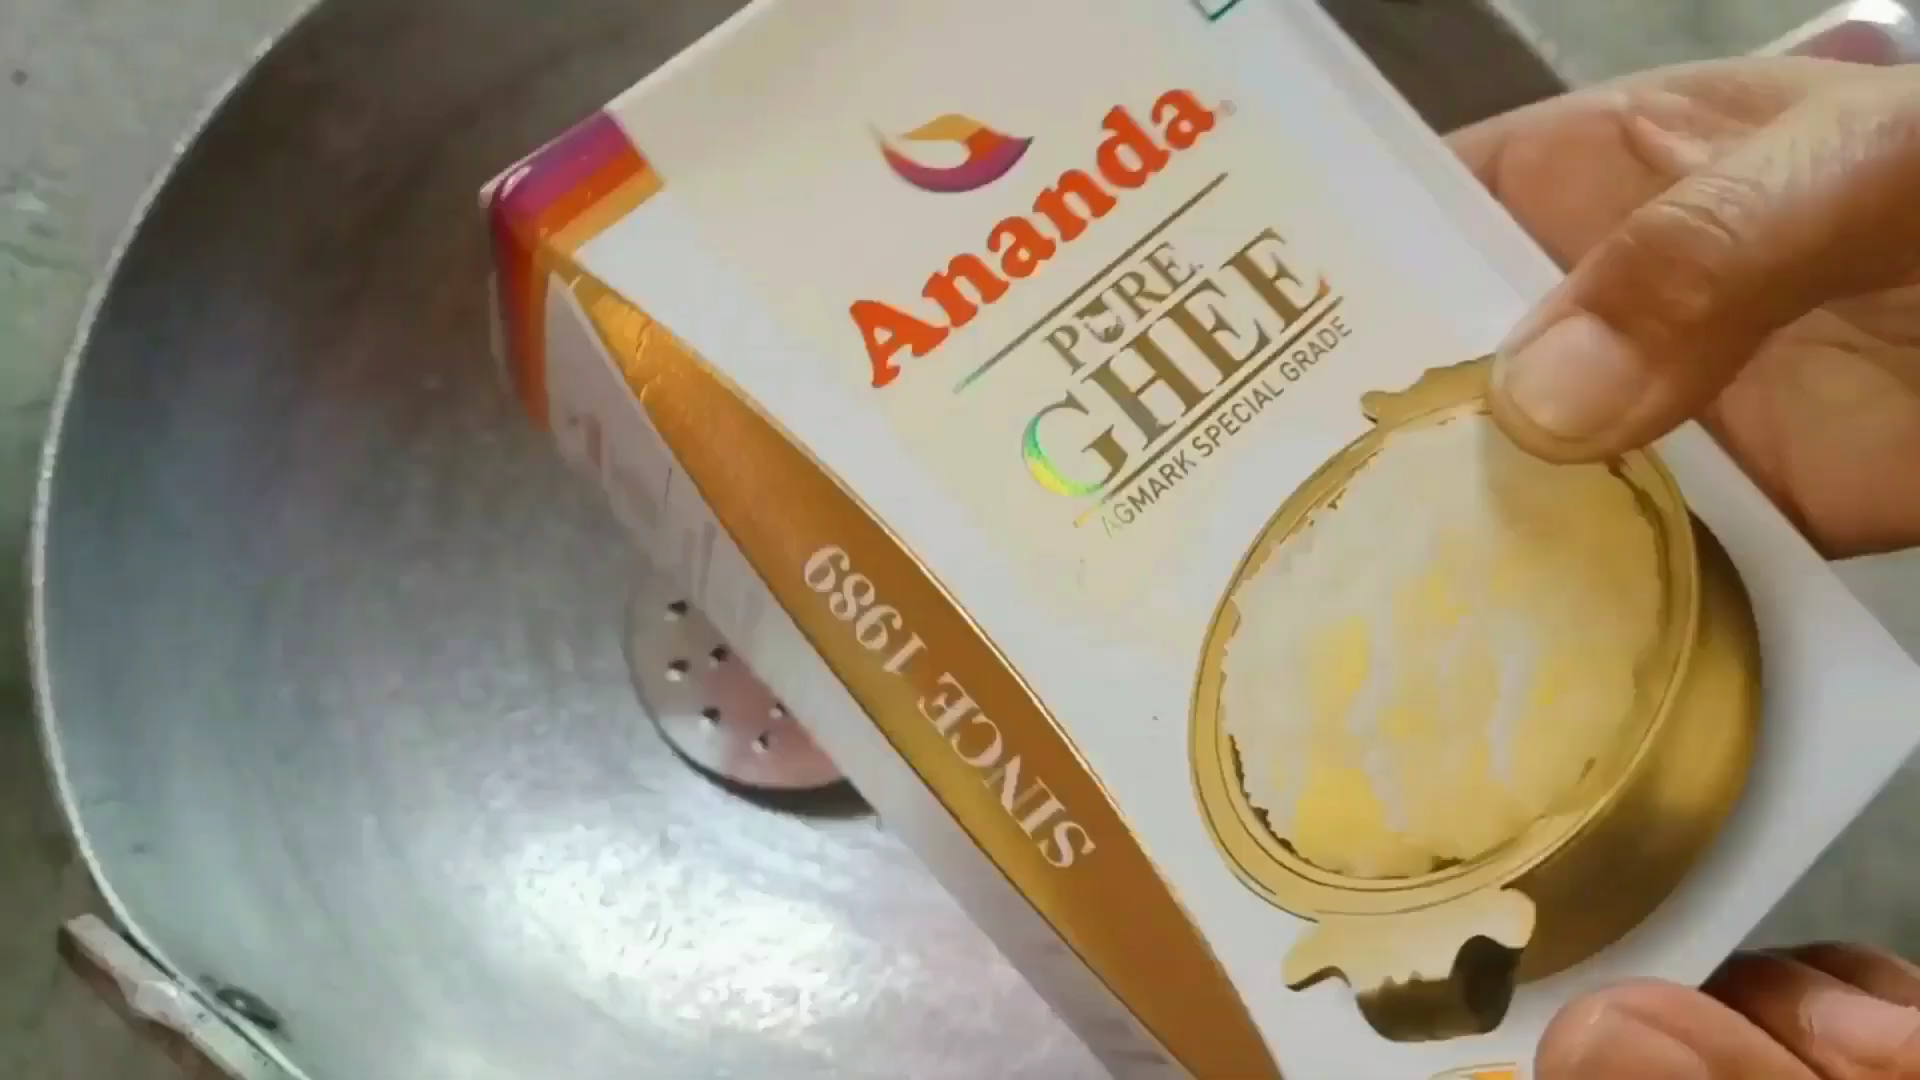 Ananda
PURE
GHEE
AGMARK SPECIAL GRADE
SINCE 1989